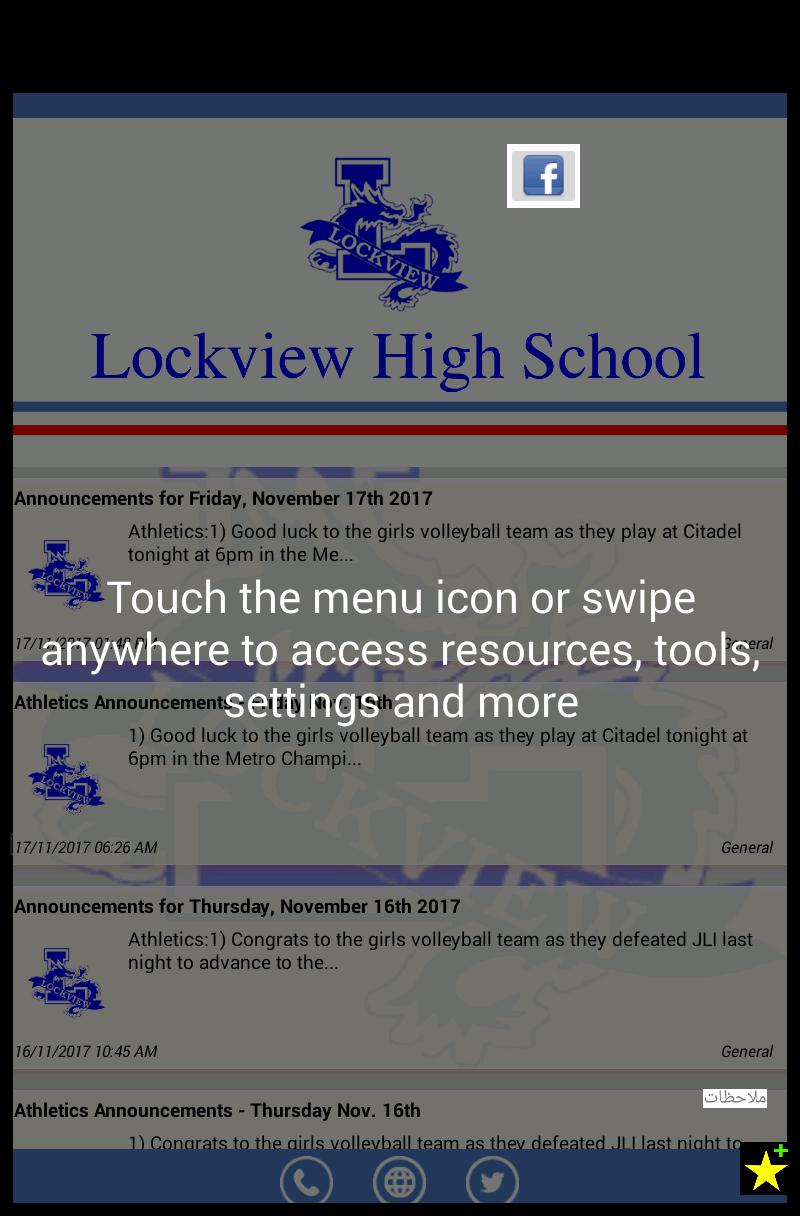 LOCKVIEW
f
Lockview High School
Announcements for Friday, November 17th 2017
Athletics:1) Good luck to the girls volleyball team as they play at Citadel
tonight at 6pm in the Me...
Touch the menu icon or swipe
anywhere to access resources, tools,
settings and more
17/11/2017 01:48 PM
General
Athletics Announcements - Friday Nov. 18th
1) Good luck to the girls volleyball team as they play at Citadel tonight at
6pm in the Metro Champi...
17/11/2017 06:26 AM
General
Announcements for Thursday, November 16th 2017
Athletics:1) Congrats to the girls volleyball team as they defeated JLI last
night to advance to the...
16/11/2017 10:45 AM
General
ملاحظات
Athletics Announcements - Thursday Nov. 16th
1) Congrats to the girls volleyball team as they defeated JLI last night to